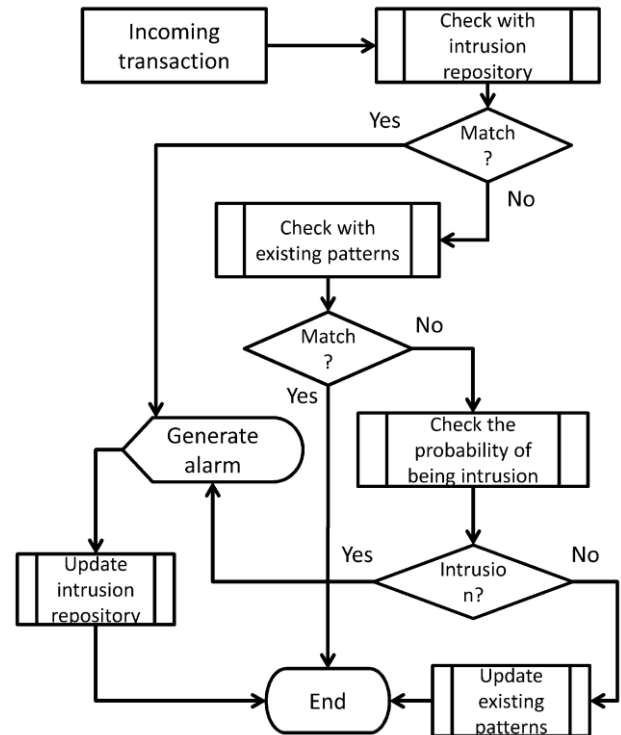 Incoming
transaction
Check with
intrusion
repository
Yes
Match
?
No
Check with
existing patterns
Match
?
No
Yes
Generate
alarm
Check the
probability of
being intrusion
Update
intrusion
repository
Yes
Intrusio
n?
No
End
Update
existing
patterns